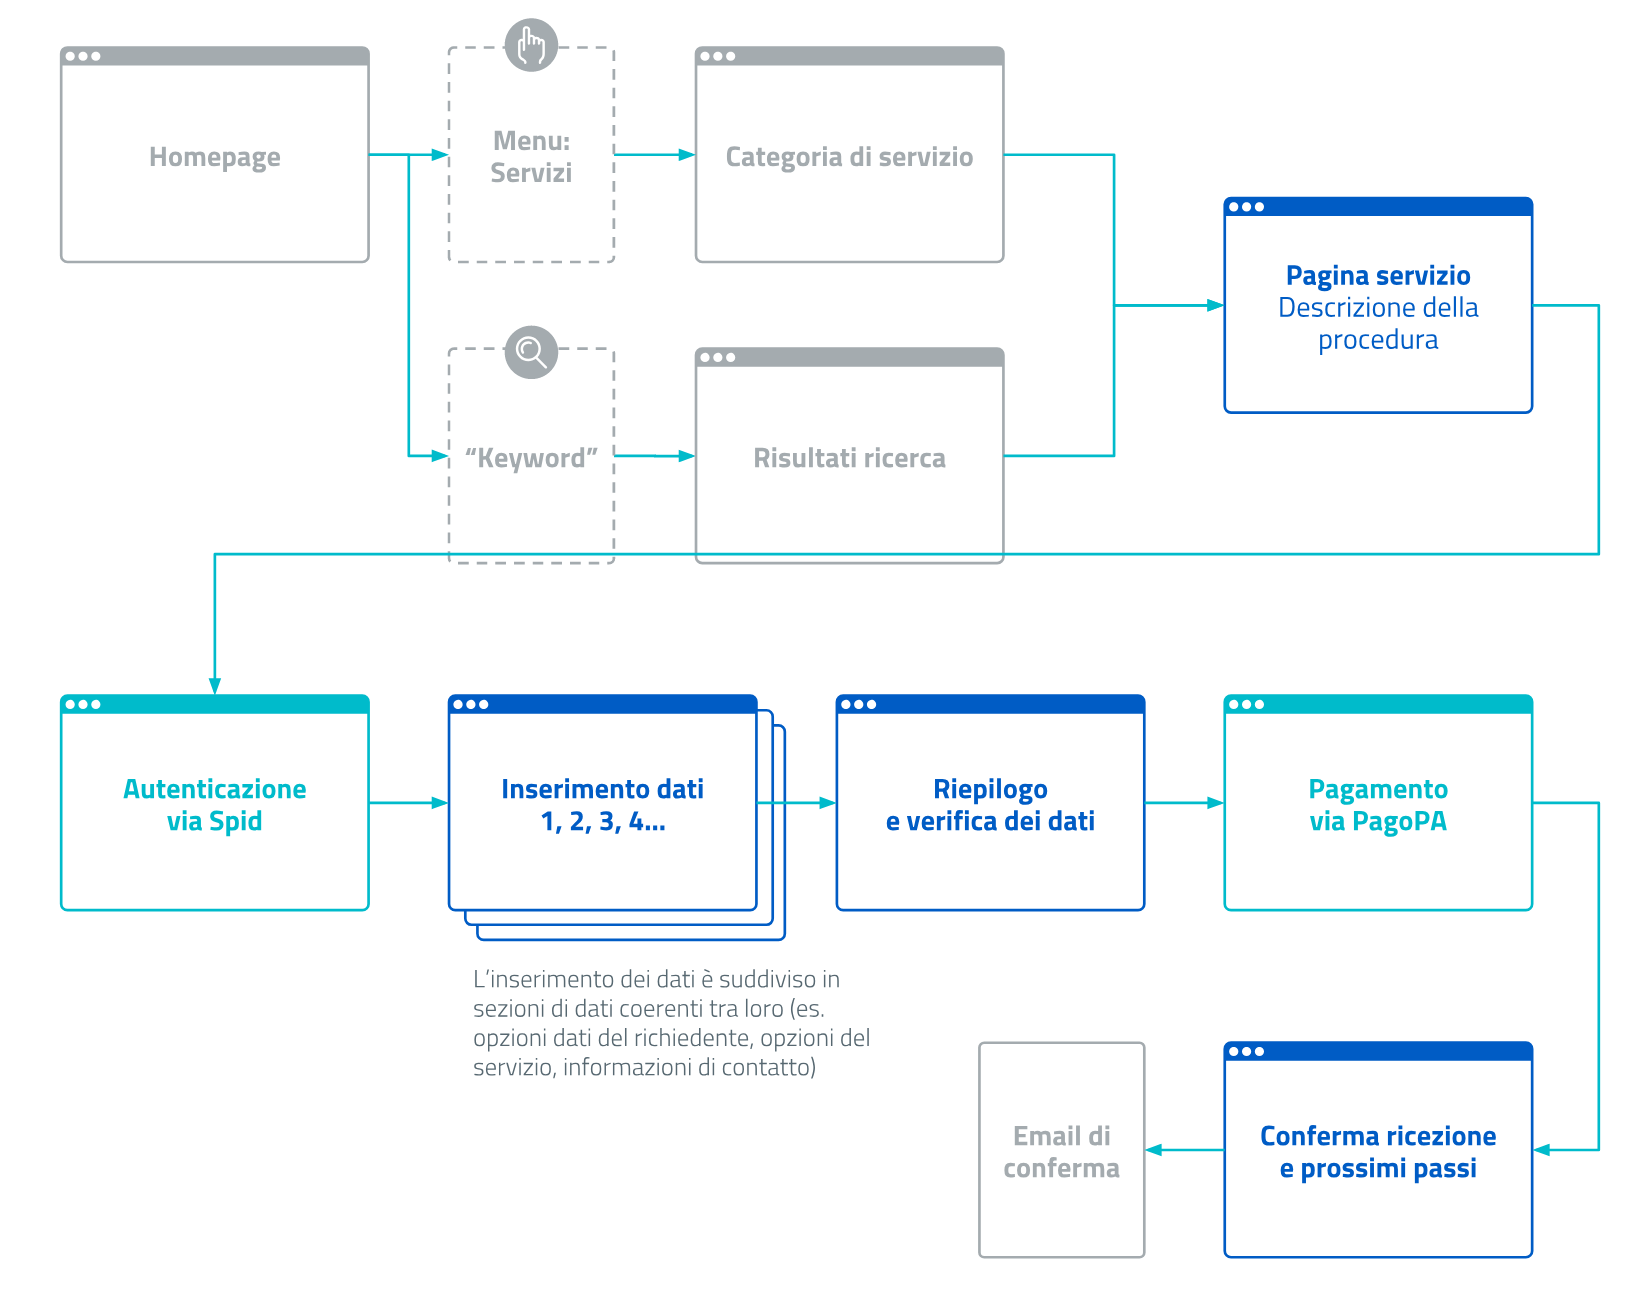 Homepage
Menu:
Servizi
Categoria di servizio
Pagina servizio
Descrizione della
procedura
“Keyword”
Risultati ricerca
Autenticazione
via Spid
Inserimento dati
1, 2, 3, 4...
Riepilogo
e verifica dei dati
Pagamento
via PagoPA
L’inserimento dei dati è suddiviso in
sezioni di dati coerenti tra loro (es.
opzioni dati del richiedente, opzioni del
servizio, informazioni di contatto)
Email di
conferma
Conferma ricezione
e prossimi passi